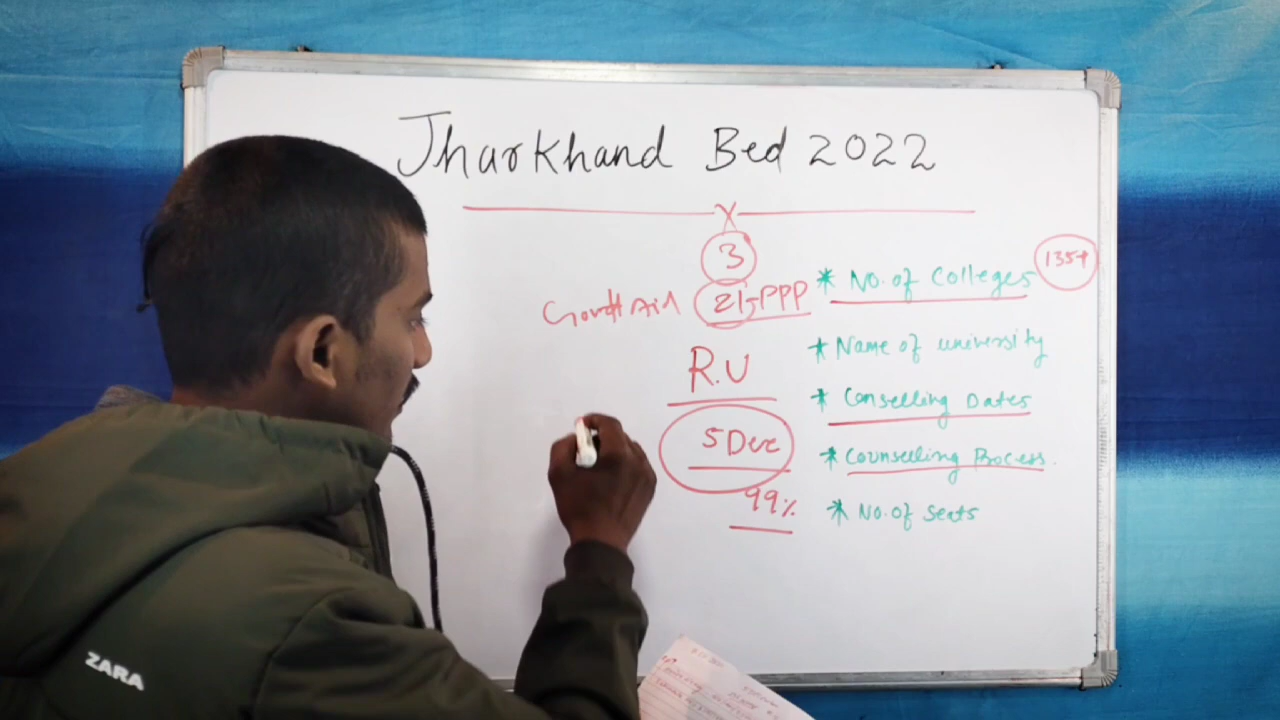 Jharkhand Bed 2022
3
* No. of Colleges 135+
Govt Aid 21, PPP
* Name of university
R.U
* Conselling Dates
5 Dec
* Counselling Process.
99%
* No. of seats
ZARA